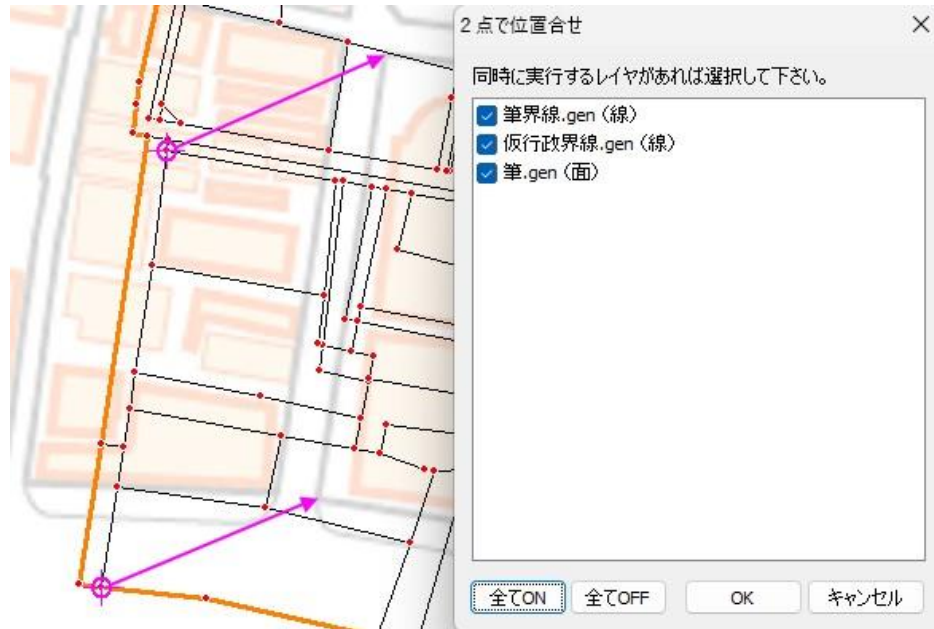 2点で位置合せ
同時に実行するレイヤがあれば選択して下さい。
筆界線.gen（線）
仮行政界線.gen（線）
筆.gen（面）
全てON 全てOFF OK キャンセル